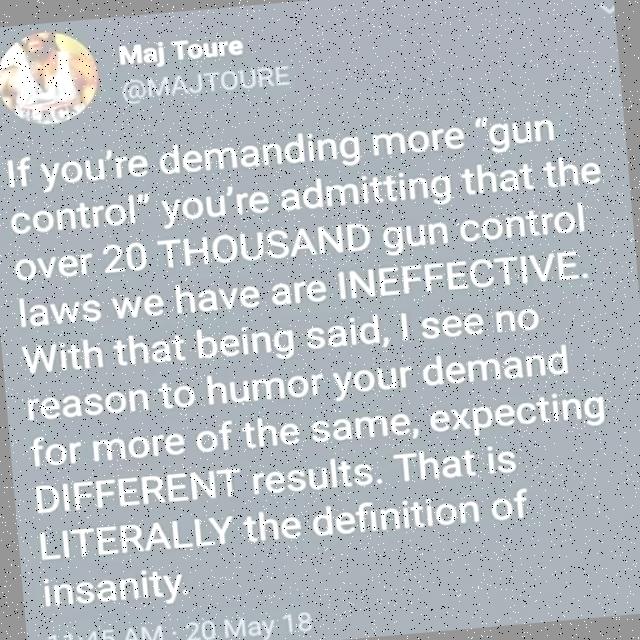 Maj Toure
@MAJTOURE
If you're demanding more "gun
control" you're admitting that the
over 20 THOUSAND gun control
laws we have are INEFFECTIVE.
With that being said, I see no
reason to humor your demand
for more of the same, expecting
DIFFERENT results. That is
LITERALLY the definition of
insanity.
11:45 AM · 20 May 18